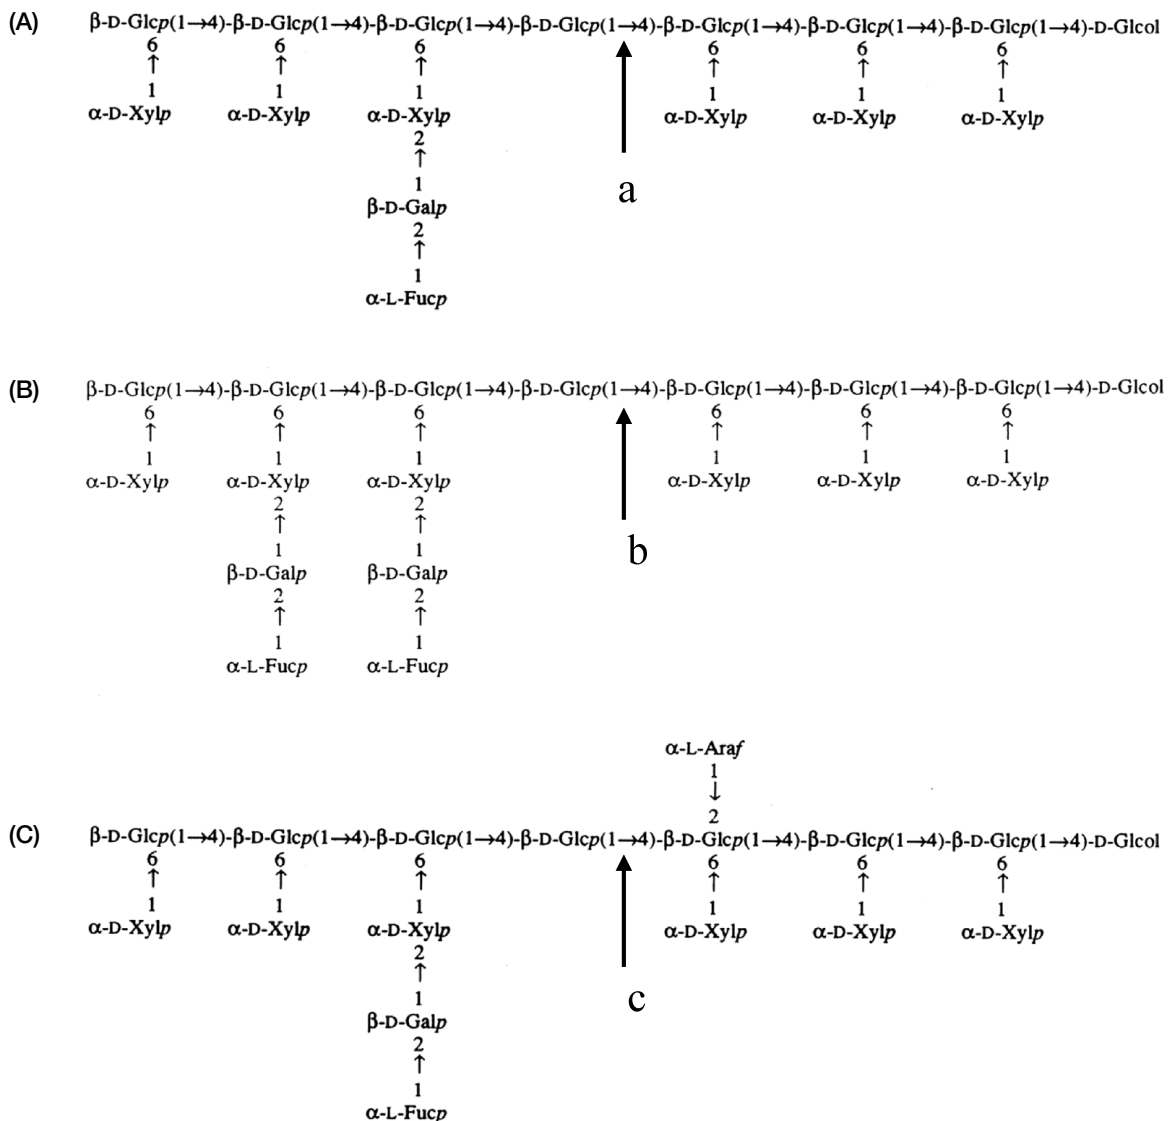 (A) β-D-Glcp(1→4)-β-D-Glcp(1→4)-β-D-Glcp(1→4)-β-D-Glcp(1→4)-β-D-Glcp(1→4)-β-D-Glcp(1→4)-β-D-Glcp(1→4)-D-Glcol
6 6 6 6 6 6
↑ ↑ ↑ ↑ ↑ ↑
1 1 1 1 1 1
α-D-Xylp α-D-Xylp α-D-Xylp α-D-Xylp α-D-Xylp α-D-Xylp
2
↑
1
a
β-D-Galp
2
↑
1
α-L-Fucp
(B) β-D-Glcp(1→4)-β-D-Glcp(1→4)-β-D-Glcp(1→4)-β-D-Glcp(1→4)-β-D-Glcp(1→4)-β-D-Glcp(1→4)-β-D-Glcp(1→4)-D-Glcol
6 6 6 6 6 6
↑ ↑ ↑ ↑ ↑ ↑
1 1 1 1 1 1
α-D-Xylp α-D-Xylp α-D-Xylp α-D-Xylp α-D-Xylp α-D-Xylp
2 2
↑ ↑
1 1 b
β-D-Galp β-D-Galp
2 2
↑ ↑
1 1
α-L-Fucp α-L-Fucp
α-L-Araf
1
↓
2
(C) β-D-Glcp(1→4)-β-D-Glcp(1→4)-β-D-Glcp(1→4)-β-D-Glcp(1→4)-β-D-Glcp(1→4)-β-D-Glcp(1→4)-β-D-Glcp(1→4)-D-Glcol
6 6 6 6 6 6
↑ ↑ ↑ ↑ ↑ ↑
1 1 1 1 1 1
α-D-Xylp α-D-Xylp α-D-Xylp α-D-Xylp α-D-Xylp α-D-Xylp
2
↑
1 c
β-D-Galp
2
↑
1
α-L-Fucp